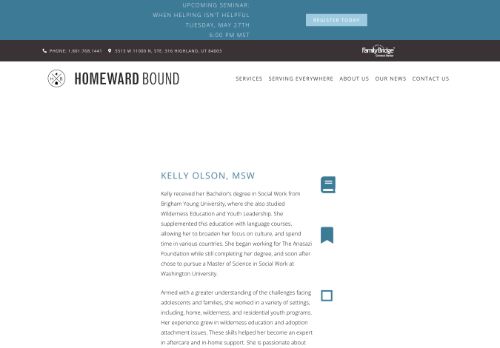 UPCOMING SEMINAR:
WHEN HELPING ISN'T HELPFUL
TUESDAY, MAY 27TH
6:00 PM MST
REGISTER TODAY
PHONE: 1.801.768.1441
5513 W 11000 N, STE. 316 HIGHLAND, UT 84003
FamilyBridge
HOMEWARD BOUND
SERVICES SERVING EVERYWHERE ABOUT US OUR NEWS CONTACT US
KELLY OLSON, MSW
Kelly received her Bachelor's degree in Social Work from
Brigham Young University, where she also studied
Wilderness Education and Youth Leadership. She
supplemented this education with language courses,
allowing her to broaden her focus on culture, and spend
time in various countries. She began working for The Anasazi
Foundation while still completing her degree, and soon after
chose to pursue a Master of Science in Social Work at
Washington University.
Armed with a greater understanding of the challenges facing
adolescents and families, she worked in a variety of settings,
including, home, wilderness, and residential youth programs.
Her experience grew in wilderness education and adoption
attachment issues. These skills helped her become an expert
in aftercare and in-home support. She is passionate about